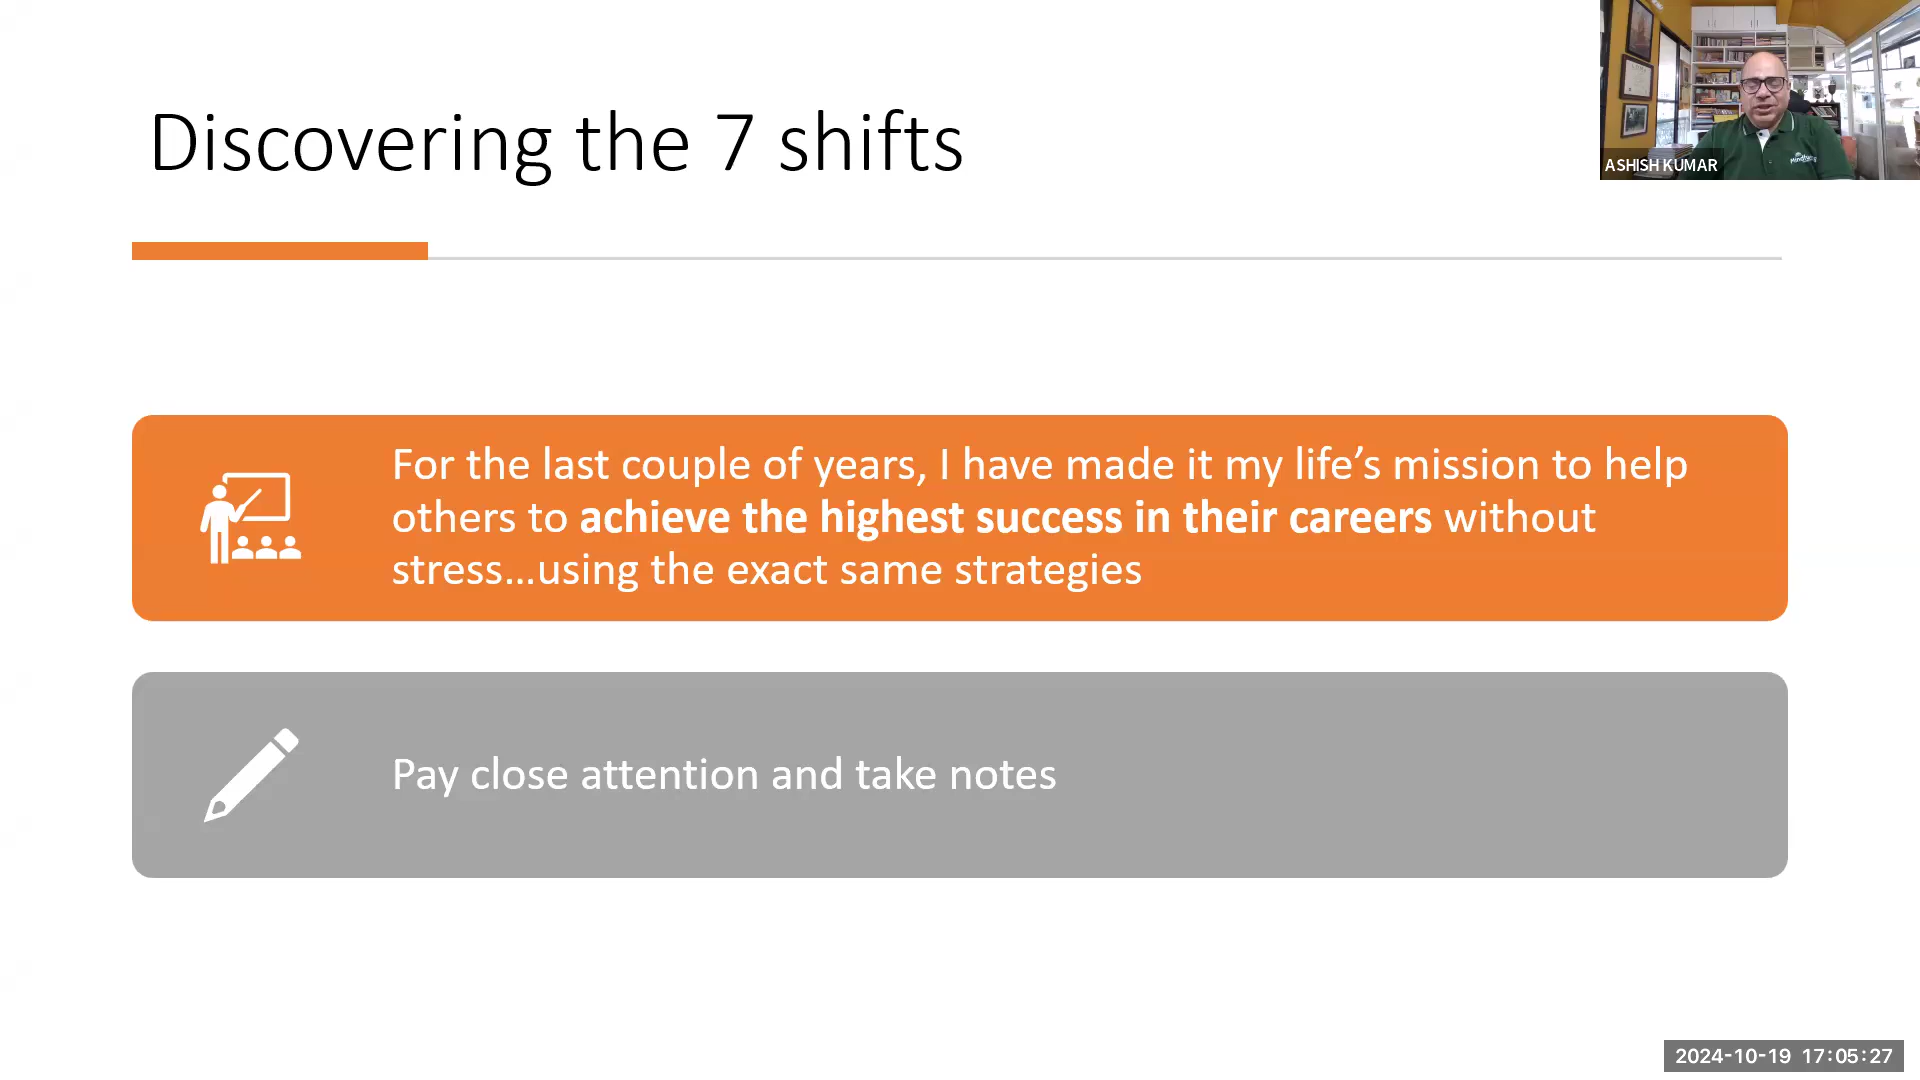 Discovering the 7 shifts
ASHISH KUMAR
For the last couple of years, I have made it my life’s mission to help
others to achieve the highest success in their careers without
stress...using the exact same strategies
Pay close attention and take notes
2024-10-19 17:05:27